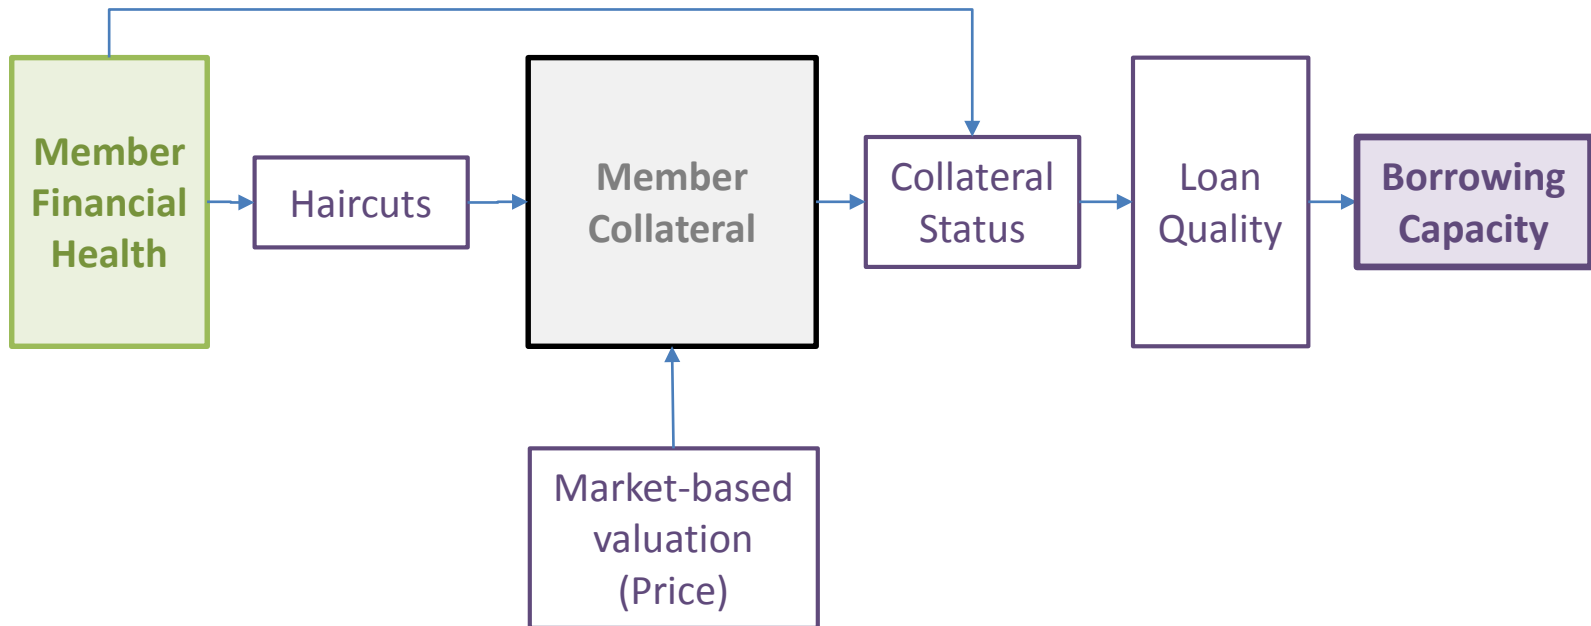 Member
Financial
Health
Haircuts
Member
Collateral
Collateral
Status
Loan
Quality
Borrowing
Capacity
Market-based
valuation
(Price)